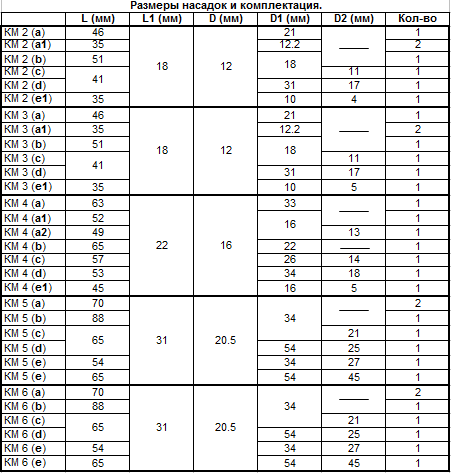 Размеры насадок и комплектация.
L (мм) L1 (мм) D (мм) D1 (мм) D2 (мм) Кол-во
КМ 2 (a) 46 18 12 21 —— 1
КМ 2 (a1) 35 12.2 2
КМ 2 (b) 51 18 1
КМ 2 (c) 41 11 1
КМ 2 (d) 31 17 1
КМ 2 (e1) 35 10 4 1
КМ 3 (a) 46 18 12 21 —— 1
КМ 3 (a1) 35 12.2 2
КМ 3 (b) 51 18 1
КМ 3 (c) 41 11 1
КМ 3 (d) 31 17 1
КМ 3 (e1) 35 10 5 1
КМ 4 (a) 63 22 16 33 —— 1
КМ 4 (a1) 52 16 1
КМ 4 (a2) 49 13 1
КМ 4 (b) 65 22 —— 1
КМ 4 (c) 57 26 14 1
КМ 4 (d) 53 34 18 1
КМ 4 (e1) 45 16 5 1
КМ 5 (a) 70 31 20.5 34 —— 2
КМ 5 (b) 88 1
КМ 5 (c) 65 21 1
КМ 5 (d) 54 25 1
КМ 5 (e) 54 34 27 1
КМ 5 (e) 65 54 45 1
КМ 6 (a) 70 31 20.5 34 —— 2
КМ 6 (b) 88 1
КМ 6 (c) 65 21 1
КМ 6 (d) 54 25 1
КМ 6 (e) 54 34 27 1
КМ 6 (e) 65 54 45 1